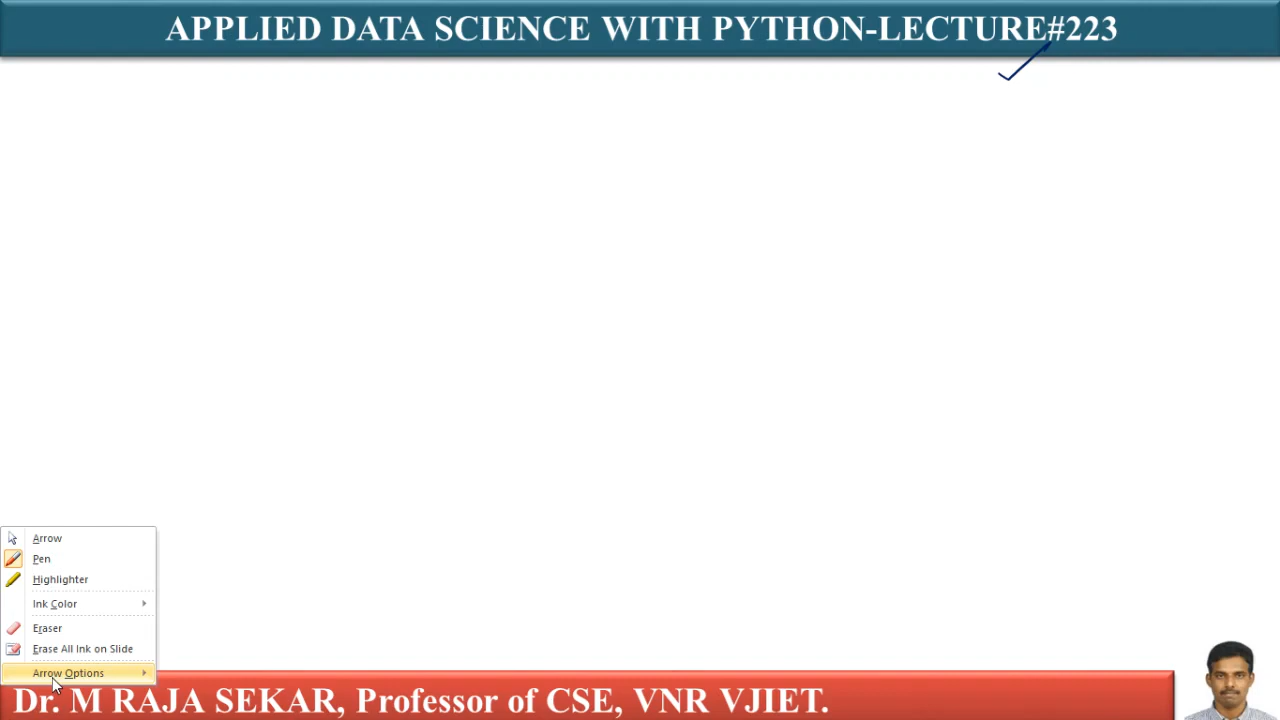 APPLIED DATA SCIENCE WITH PYTHON-LECTURE#223
Arrow
Pen
Highlighter
Ink Color
Eraser
Erase All Ink on Slide
Arrow Options
Dr. M RAJA SEKAR, Professor of CSE, VNR VJIET.